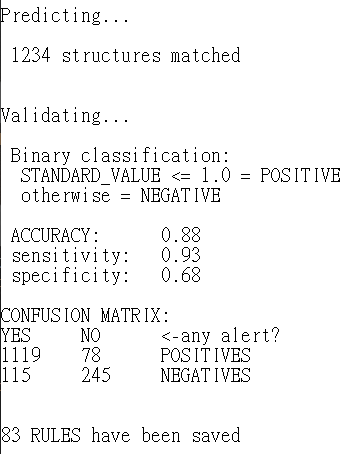 Predicting...
1234 structures matched
Validating...
Binary classification:
STANDARD_VALUE <= 1.0 = POSITIVE
otherwise = NEGATIVE
ACCURACY: 0.88
sensitivity: 0.93
specificity: 0.68
CONFUSION MATRIX:
YES NO <-any alert?
1119 78 POSITIVES
115 245 NEGATIVES
83 RULES have been saved